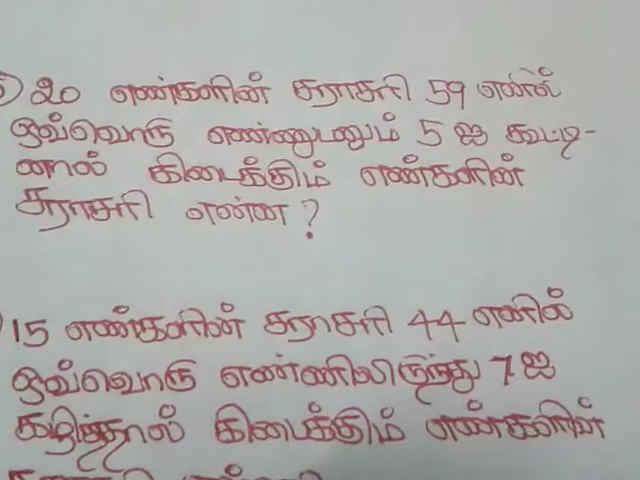 20 எண்களின் சராசரி 59 எனில்
ஒவ்வொரு எண்ணுடனும் 5 ஐ கூட்டி-
னால் கிடைக்கும் எண்களின்
சராசரி என்ன?
15 எண்களின் சராசரி 44 எனில்
ஒவ்வொரு எண்ணிலிருந்து 7 ஐ
கழித்தால் கிடைக்கும் எண்களின்